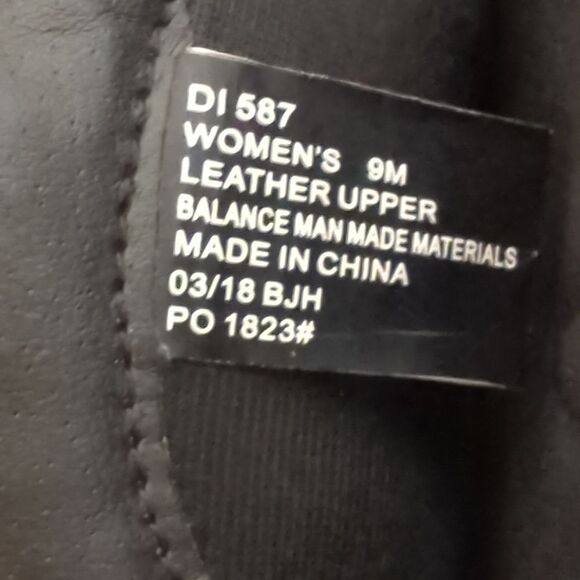 DI 587
WOMEN'S 9M
LEATHER UPPER
BALANCE MAN MADE MATERIALS
MADE IN CHINA
03/18 BJH
PO 1823#